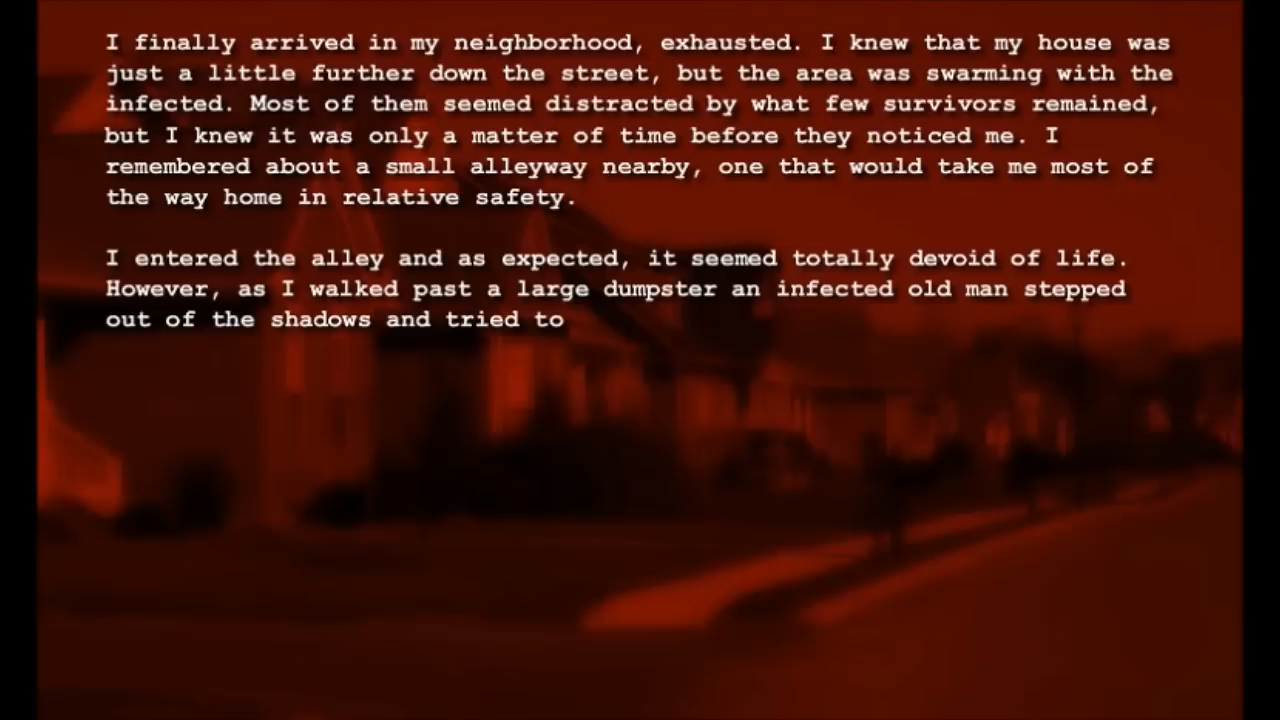 I finally arrived in my neighborhood, exhausted. I knew that my house was
just a little further down the street, but the area was swarming with the
infected. Most of them seemed distracted by what few survivors remained,
but I knew it was only a matter of time before they noticed me. I
remembered about a small alleyway nearby, one that would take me most of
the way home in relative safety.
I entered the alley and as expected, it seemed totally devoid of life.
However, as I walked past a large dumpster an infected old man stepped
out of the shadows and tried to